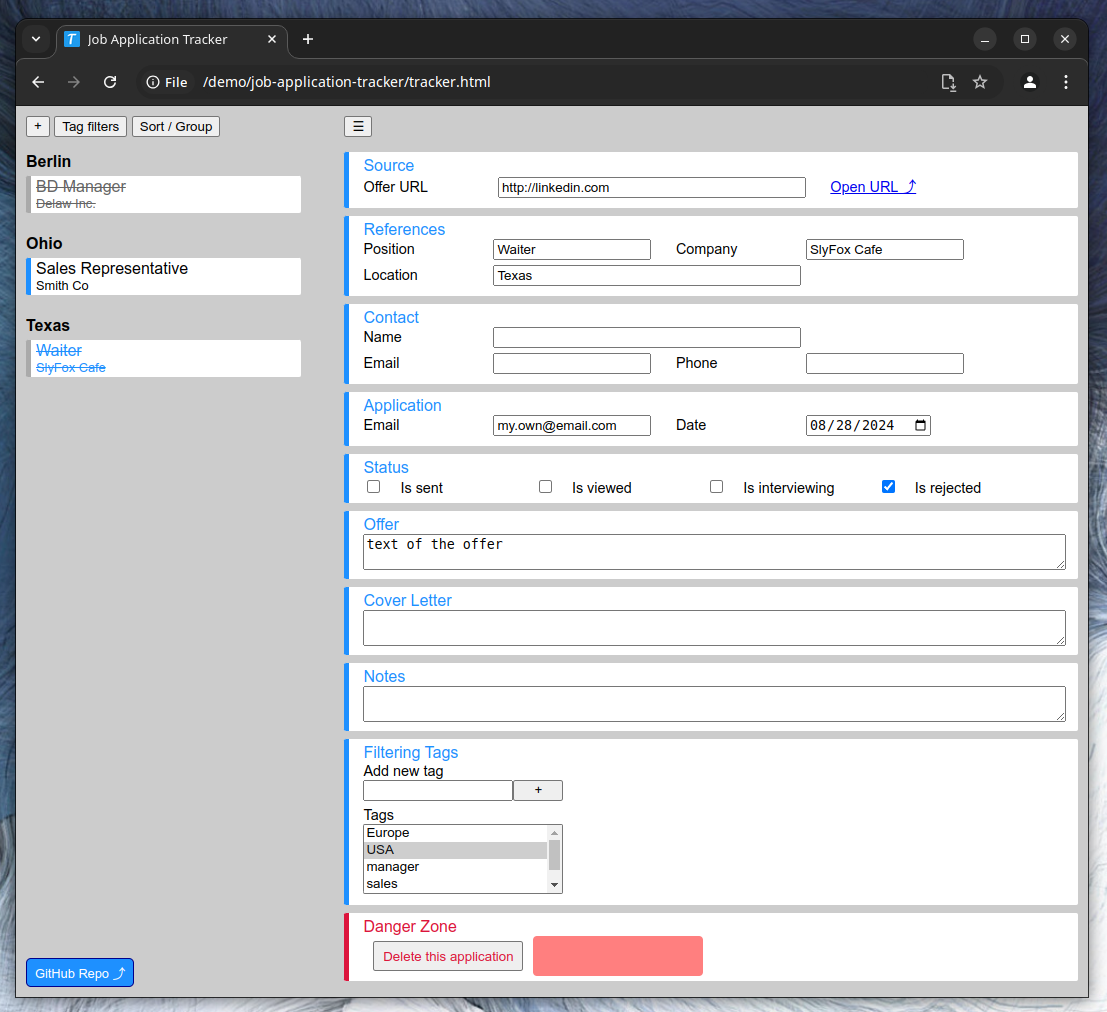 Job Application Tracker
File /demo/job-application-tracker/tracker.html
+ Tag filters Sort / Group
Berlin
BD Manager
Delaw Inc.
Ohio
Sales Representative
Smith Co
Texas
Waiter
SlyFox Cafe
GitHub Repo ⤴
☰
Source
Offer URL http://linkedin.com Open URL ⤴
References
Position Waiter Company SlyFox Cafe
Location Texas
Contact
Name
Email Phone
Application
Email my.own@email.com Date 08/28/2024
Status
Is sent Is viewed Is interviewing Is rejected
Offer
text of the offer
Cover Letter
Notes
Filtering Tags
Add new tag
+
Tags
Europe
USA
manager
sales
Danger Zone
Delete this application